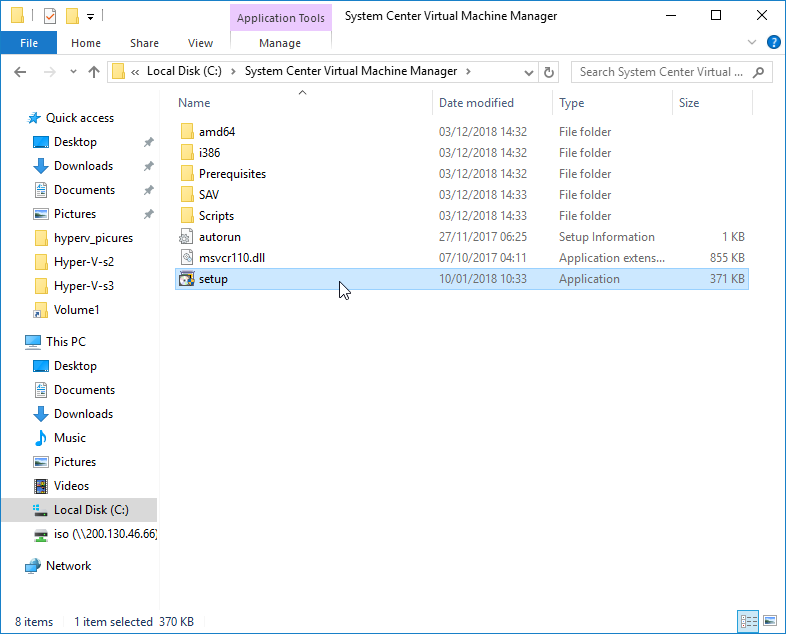 Application Tools System Center Virtual Machine Manager
File Home Share View Manage
« Local Disk (C:) › System Center Virtual Machine Manager › Search System Center Virtual ...
Name Date modified Type Size
Quick access
Desktop
Downloads
Documents
Pictures
hyperv_picures
Hyper-V-s2
Hyper-V-s3
Volume1
This PC
Desktop
Documents
Downloads
Music
Pictures
Videos
Local Disk (C:)
iso (\\200.130.46.66)
Network
amd64 03/12/2018 14:32 File folder
i386 03/12/2018 14:32 File folder
Prerequisites 03/12/2018 14:32 File folder
SAV 03/12/2018 14:33 File folder
Scripts 03/12/2018 14:33 File folder
autorun 27/11/2017 06:25 Setup Information 1 KB
msvcr110.dll 07/10/2017 04:11 Application extens... 855 KB
setup 10/01/2018 10:33 Application 371 KB
8 items 1 item selected 370 KB